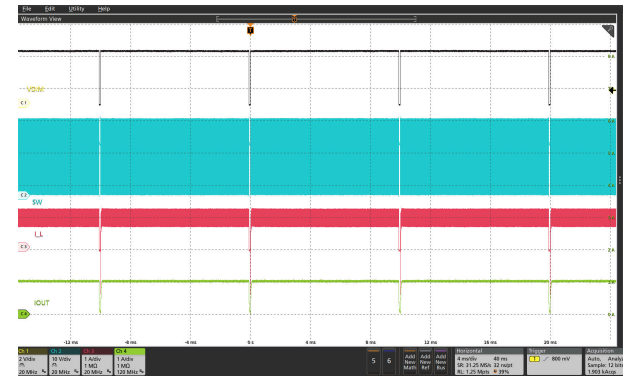 File Edit Utility Help
Waveform View
T
VDIM
C1
C2
SW
I_L
C3
IOUT
C4
-12 ms -8 ms -4 ms 0 s 4 ms 8 ms 12 ms 16 ms 20 ms
Ch 1 Ch 2 Ch 3 Ch 4 Horizontal Trigger Acquisition
2 V/div 10 V/div 1 A/div 1 A/div 5 6 Add New Math Add New Ref Add New Bus 4 ms/div 40 ms 1 800 mV Auto,
1 MΩ 1 MΩ SR: 31.25 MS/s 32 ns/pt Sample: 12 bits
20 MHz 20 MHz 20 MHz 120 MHz RL: 1.25 Mpts 39% 1.903 kAcqs